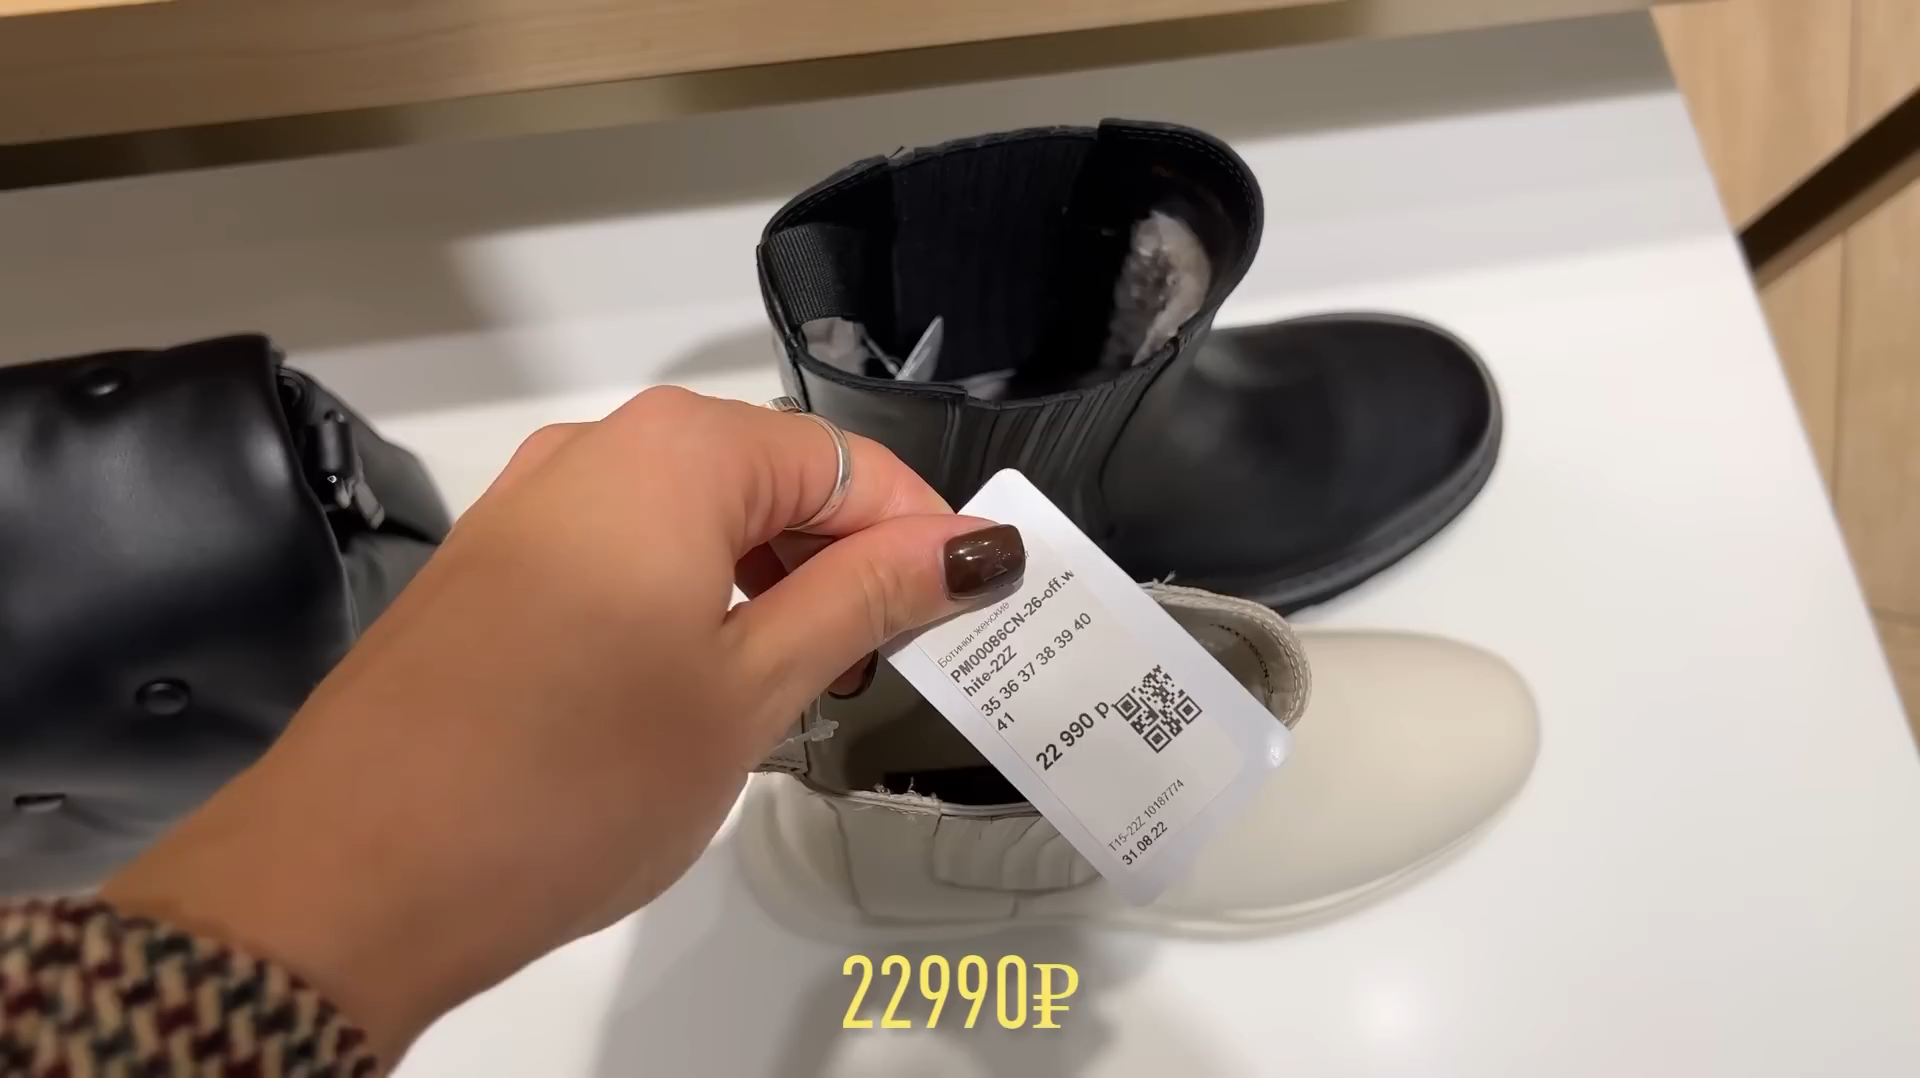 Ботинки женские
PM00086CN-26-off.w
hite-22Z
35 36 37 38 39 40
41
22 990 р.
T15-22Z 10187774
31.08.22
22990₽